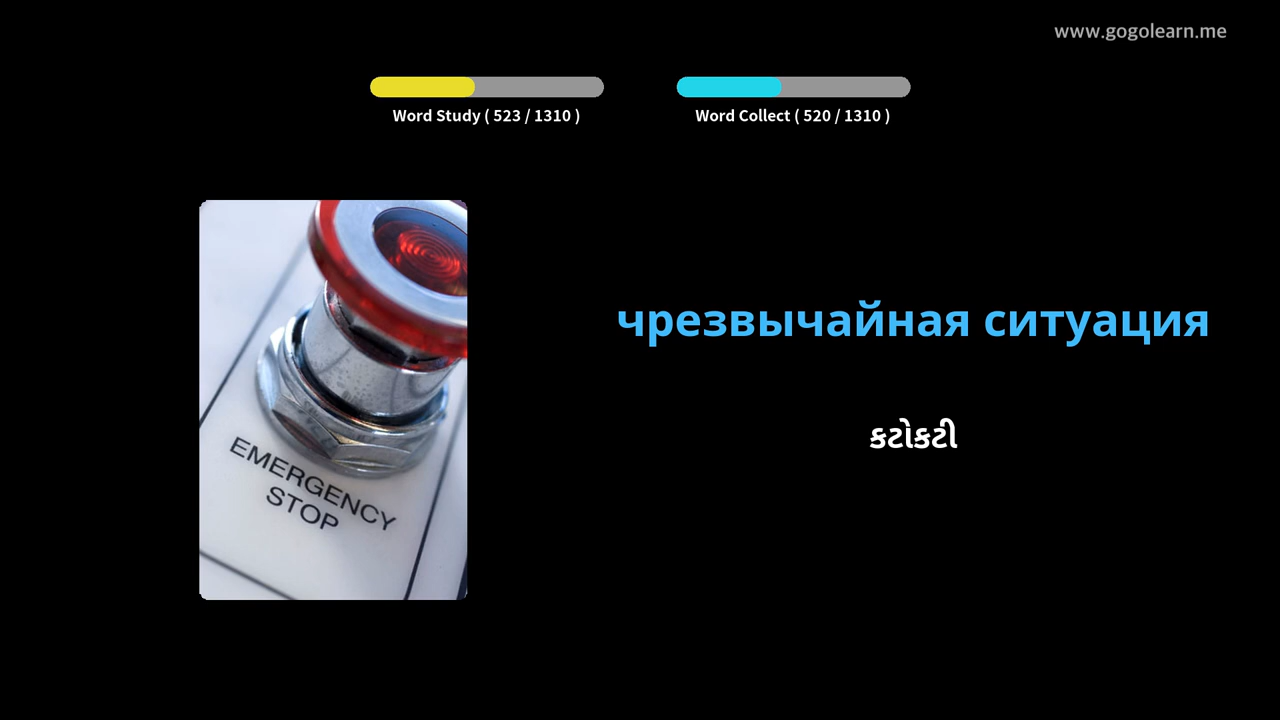 www.gogolearn.me
Word Study ( 523 / 1310 )
Word Collect ( 520 / 1310 )
чрезвычайная ситуация
કટોકટી
EMERGENCY
STOP